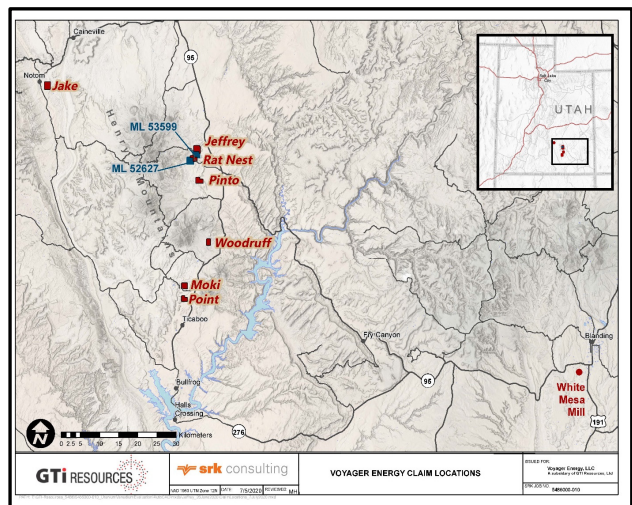 Caineville
95
Notom
Jake
Salt Lake
City
UTAH
ML 53599
Jeffrey
Rat Nest
ML 52627
Pinto
Henry Mountains
Woodruff
Moki
Point
Ticaboo
Fry Canyon
Blanding
Bullfrog
95
White
Mesa
Mill
Halls
Crossing
191
N
0 2.5 5 10 15 20 25 30
Kilometers
276
GTi RESOURCES
srk consulting
VOYAGER ENERGY CLAIM LOCATIONS
ISSUED FOR:
Voyager Energy, LLC
A subsidiary of GTI Resources, Ltd
NAD 1983 UTM Zone 12N
DATE: 7/5/2020
REVIEWED: MH
SRK JOB NO.